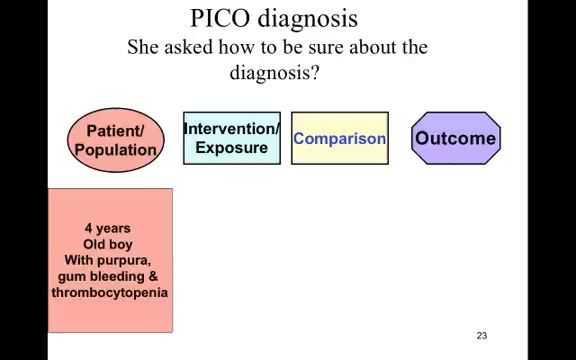 PICO diagnosis
She asked how to be sure about the
diagnosis?
Patient/
Population
Intervention/
Exposure
Comparison
Outcome
4 years
Old boy
With purpura,
gum bleeding &
thrombocytopenia
23